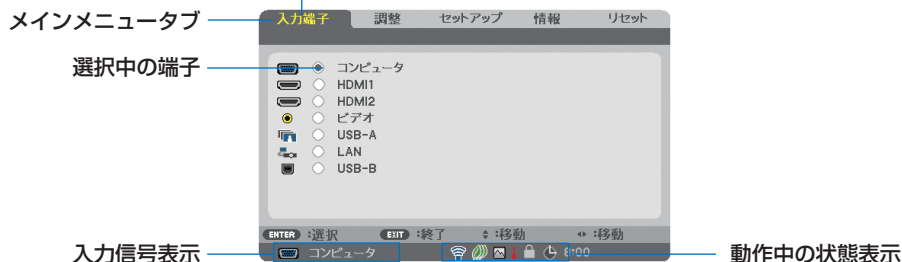 メインメニュータブ
入力端子 調整 セットアップ 情報 リセット
選択中の端子
コンピュータ
HDMI1
HDMI2
ビデオ
USB-A
LAN
USB-B
ENTER :選択 EXIT :終了 :移動 :移動
入力信号表示
コンピュータ 8:00
動作中の状態表示